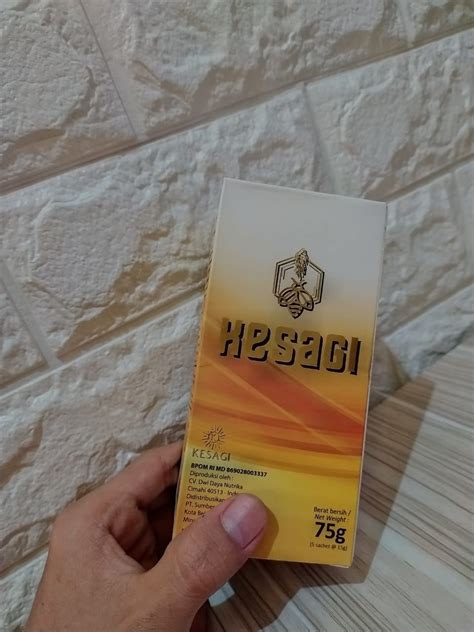 KESAGI
KESAGI
BPOM RI MD 869028003337
Diproduksi oleh :
CV. Dwi Daya Nutrika
Cimahi 40513 -
Didistribusikan
PT. Sumber
Kota
Berat bersih /
Net Weight :
75g
(5 sachet @ 15g)